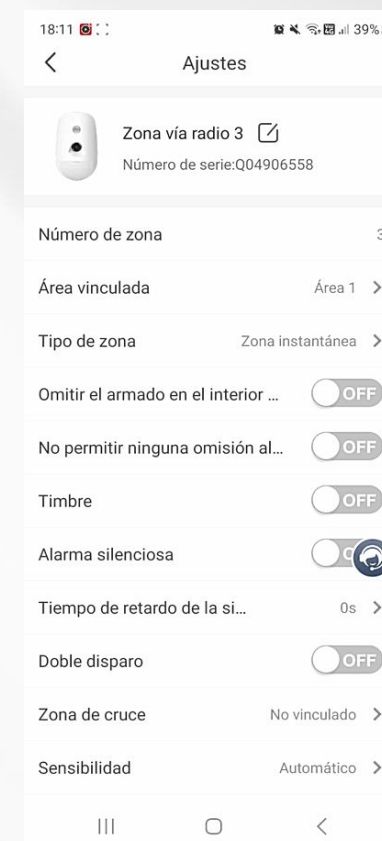 18:11 39%
Ajustes
Zona vía radio 3
Número de serie:Q04906558
Número de zona 3
Área vinculada Área 1
Tipo de zona Zona instantánea
Omitir el armado en el interior ... OFF
No permitir ninguna omisión al... OFF
Timbre OFF
Alarma silenciosa
Tiempo de retardo de la si... 0s
Doble disparo OFF
Zona de cruce No vinculado
Sensibilidad Automático